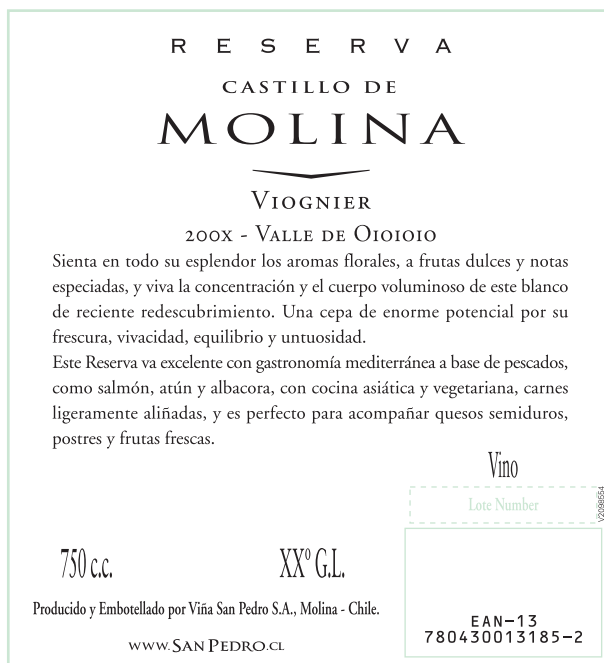 RESERVA
CASTILLO DE
MOLINA
VIOGNIER
200X - VALLE DE OIOIOIO
Sienta en todo su esplendor los aromas florales, a frutas dulces y notas
especiadas, y viva la concentración y el cuerpo voluminoso de este blanco
de reciente redescubrimiento. Una cepa de enorme potencial por su
frescura, vivacidad, equilibrio y untuosidad.
Este Reserva va excelente con gastronomía mediterránea a base de pescados,
como salmón, atún y albacora, con cocina asiática y vegetariana, carnes
ligeramente aliñadas, y es perfecto para acompañar quesos semiduros,
postres y frutas frescas.
Vino
Lote Number
V2098554
750 c.c.
XXº G.L.
Producido y Embotellado por Viña San Pedro S.A., Molina - Chile.
WWW.SANPEDRO.CL
EAN-13
780430013185-2